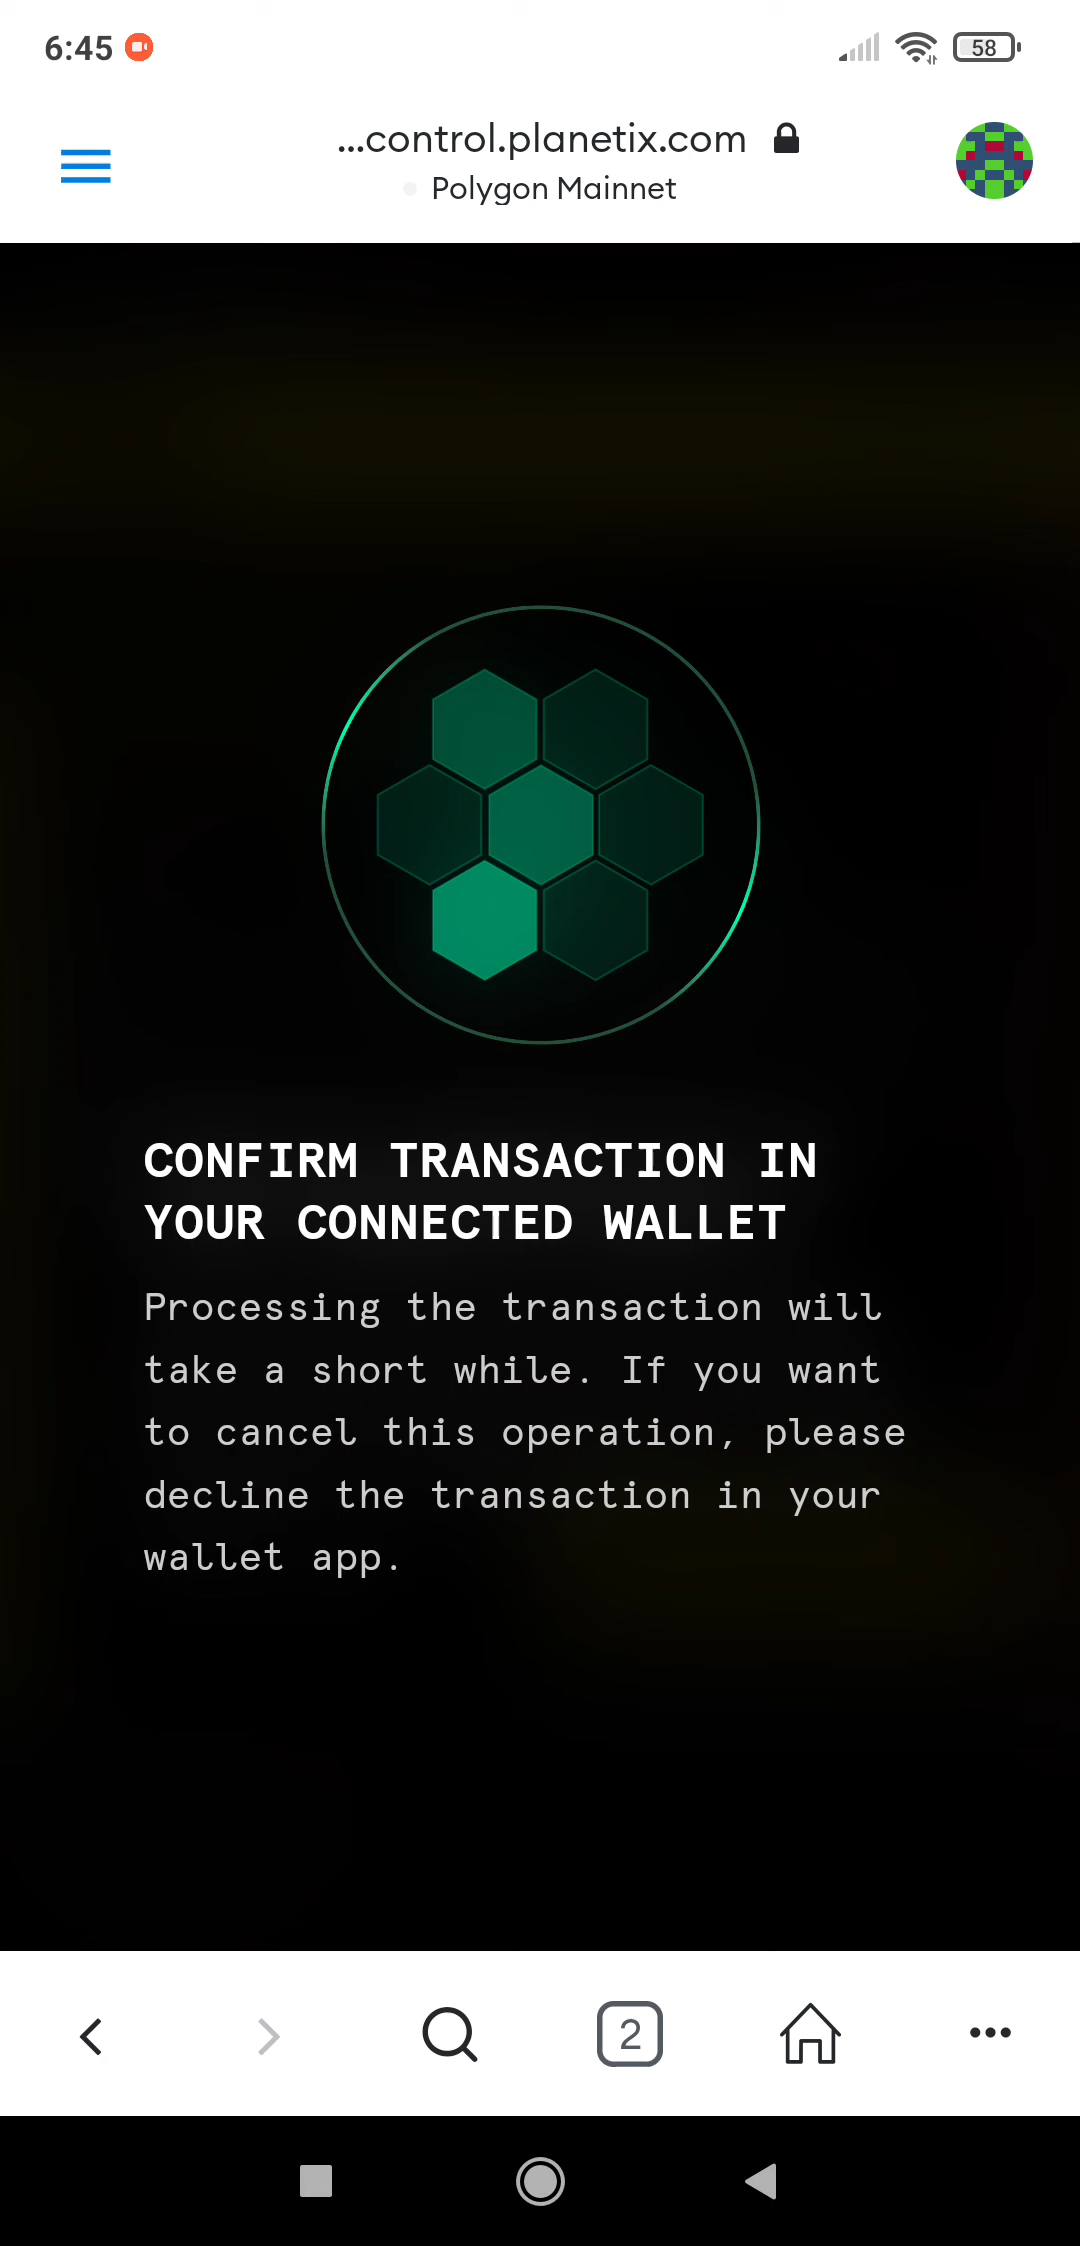 6:45
58
...control.planetix.com
Polygon Mainnet
CONFIRM TRANSACTION IN
YOUR CONNECTED WALLET
Processing the transaction will
take a short while. If you want
to cancel this operation, please
decline the transaction in your
wallet app.
2